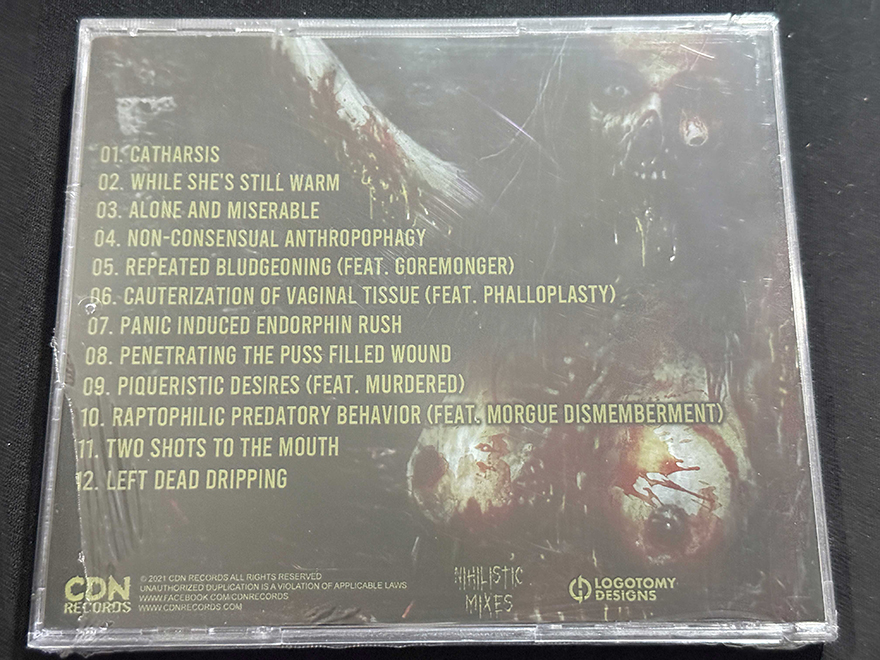 01. CATHARSIS
02. WHILE SHE'S STILL WARM
03. ALONE AND MISERABLE
04. NON-CONSENSUAL ANTHROPOPHAGY
05. REPEATED BLUDGEONING (FEAT. GOREMONGER)
06. CAUTERIZATION OF VAGINAL TISSUE (FEAT. PHALLOPLASTY)
07. PANIC INDUCED ENDORPHIN RUSH
08. PENETRATING THE PUSS FILLED WOUND
09. PIQUERISTIC DESIRES (FEAT. MURDERED)
10. RAPTOPHILIC PREDATORY BEHAVIOR (FEAT. MORGUE DISMEMBERMENT)
11. TWO SHOTS TO THE MOUTH
12. LEFT DEAD DRIPPING
CDN
RECORDS
© 2021 CDN RECORDS ALL RIGHTS RESERVED
UNAUTHORIZED DUPLICATION IS A VIOLATION OF APPLICABLE LAWS
WWW.FACEBOOK.COM/CDNRECORDS
WWW.CDNRECORDS.COM
NIHILISTIC
MIXES
LOGOTOMY
DESIGNS